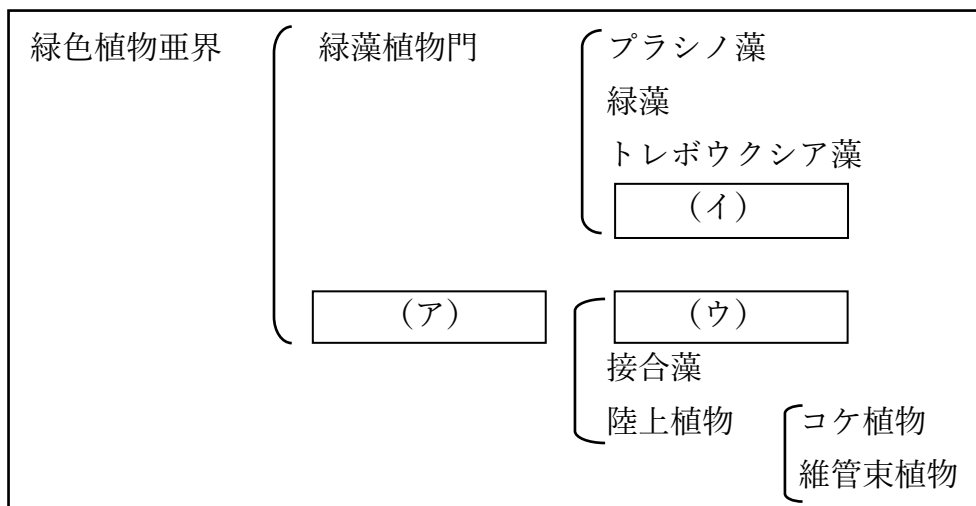 緑色植物亜界 緑藻植物門 プラシノ藻
緑藻
トレボウクシア藻
(イ)
(ア) (ウ)
接合藻
陸上植物 コケ植物
維管束植物